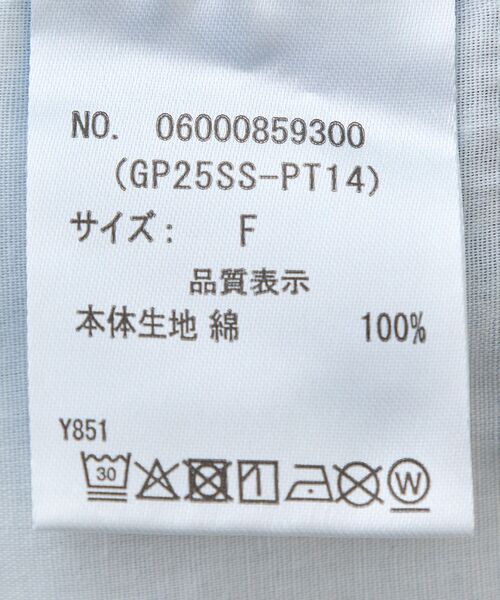 NO. 06000859300
(GP25SS-PT14)
サイズ: F
品質表示
本体生地 綿 100%
Y851
30 W